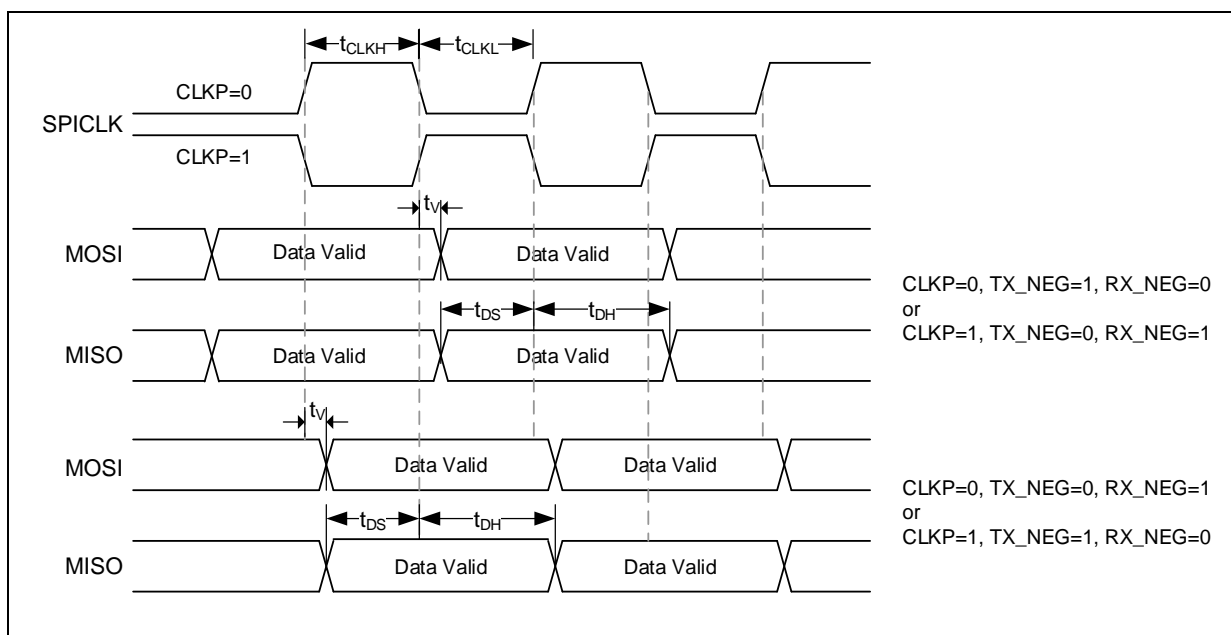 tCLKH tCLKL
CLKP=0
SPICLK
CLKP=1
tV
MOSI Data Valid Data Valid
CLKP=0, TX_NEG=1, RX_NEG=0
or
CLKP=1, TX_NEG=0, RX_NEG=1
tDS tDH
MISO Data Valid Data Valid
tV
MOSI Data Valid Data Valid
CLKP=0, TX_NEG=0, RX_NEG=1
or
CLKP=1, TX_NEG=1, RX_NEG=0
tDS tDH
MISO Data Valid Data Valid